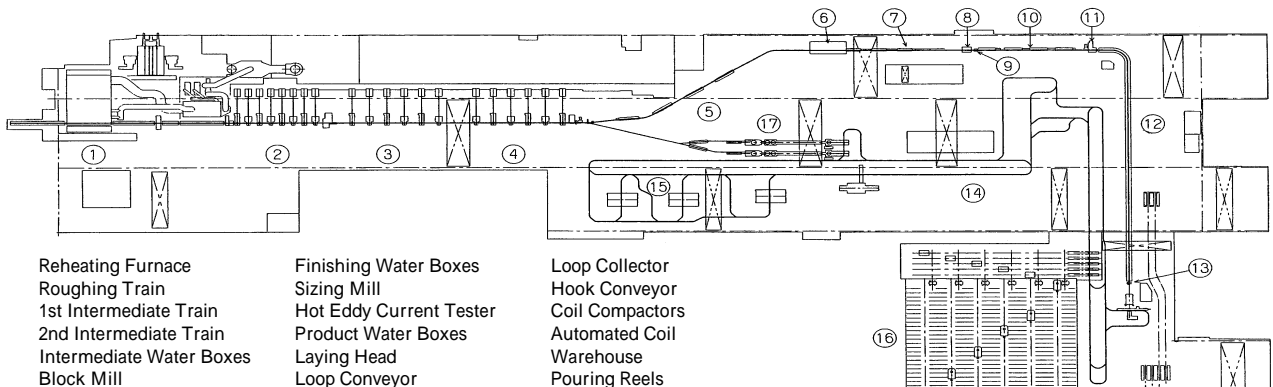 6
7
8
10
11
9
5
17
12
1
2
3
4
15
14
13
16
Reheating Furnace
Roughing Train
1st Intermediate Train
2nd Intermediate Train
Intermediate Water Boxes
Block Mill
Finishing Water Boxes
Sizing Mill
Hot Eddy Current Tester
Product Water Boxes
Laying Head
Loop Conveyor
Loop Collector
Hook Conveyor
Coil Compactors
Automated Coil
Warehouse
Pouring Reels